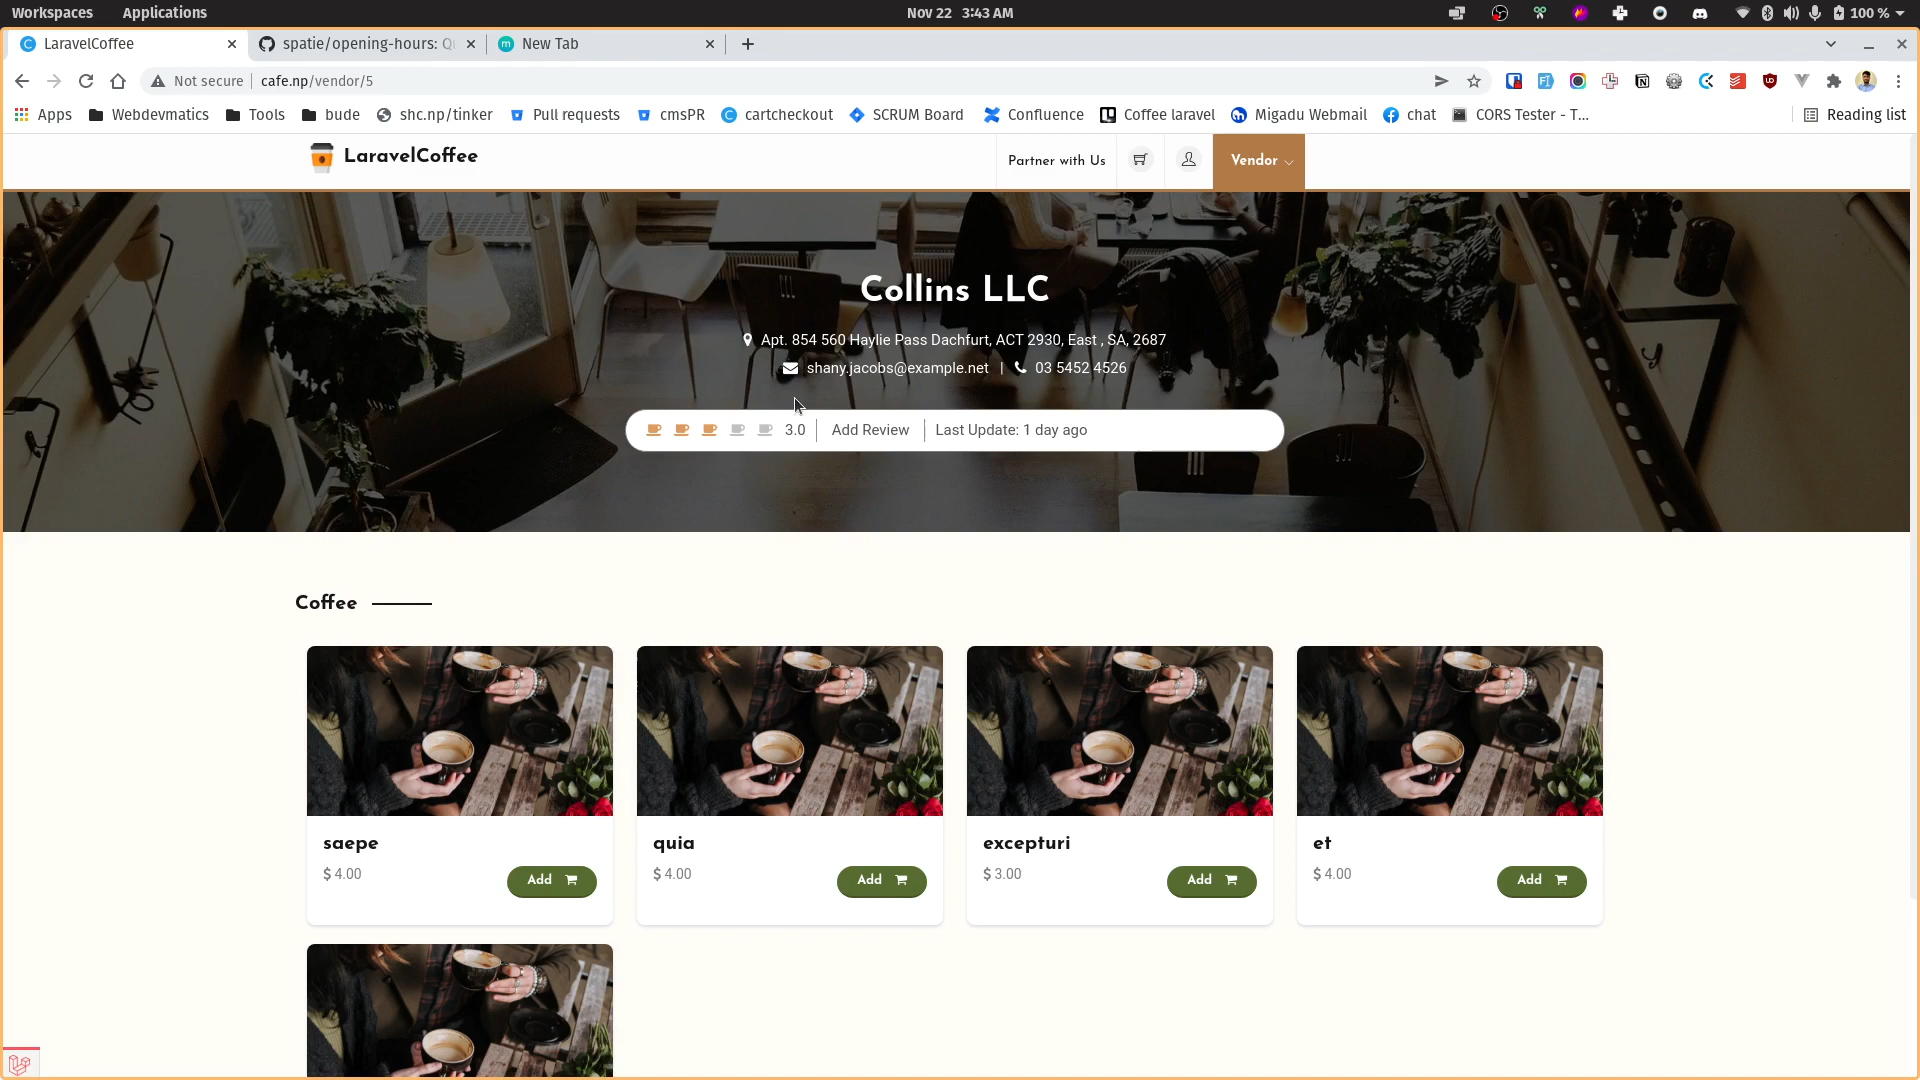 Workspaces Applications Nov 22 3:43 AM 100 %
LaravelCoffee spatie/opening-hours: New Tab
Not secure cafe.np/vendor/5
Apps Webdevmatics Tools bude shc.np/tinker Pull requests cmsPR cartcheckout SCRUM Board Confluence Coffee laravel Migadu Webmail chat CORS Tester - T... Reading list
LaravelCoffee Partner with Us Vendor
Collins LLC
Apt. 854 560 Haylie Pass Dachfurt, ACT 2930, East , SA, 2687
shany.jacobs@example.net | 03 5452 4526
3.0 Add Review Last Update: 1 day ago
Coffee
saepe quia excepturi et
$ 4.00 Add $ 4.00 Add $ 3.00 Add $ 4.00 Add